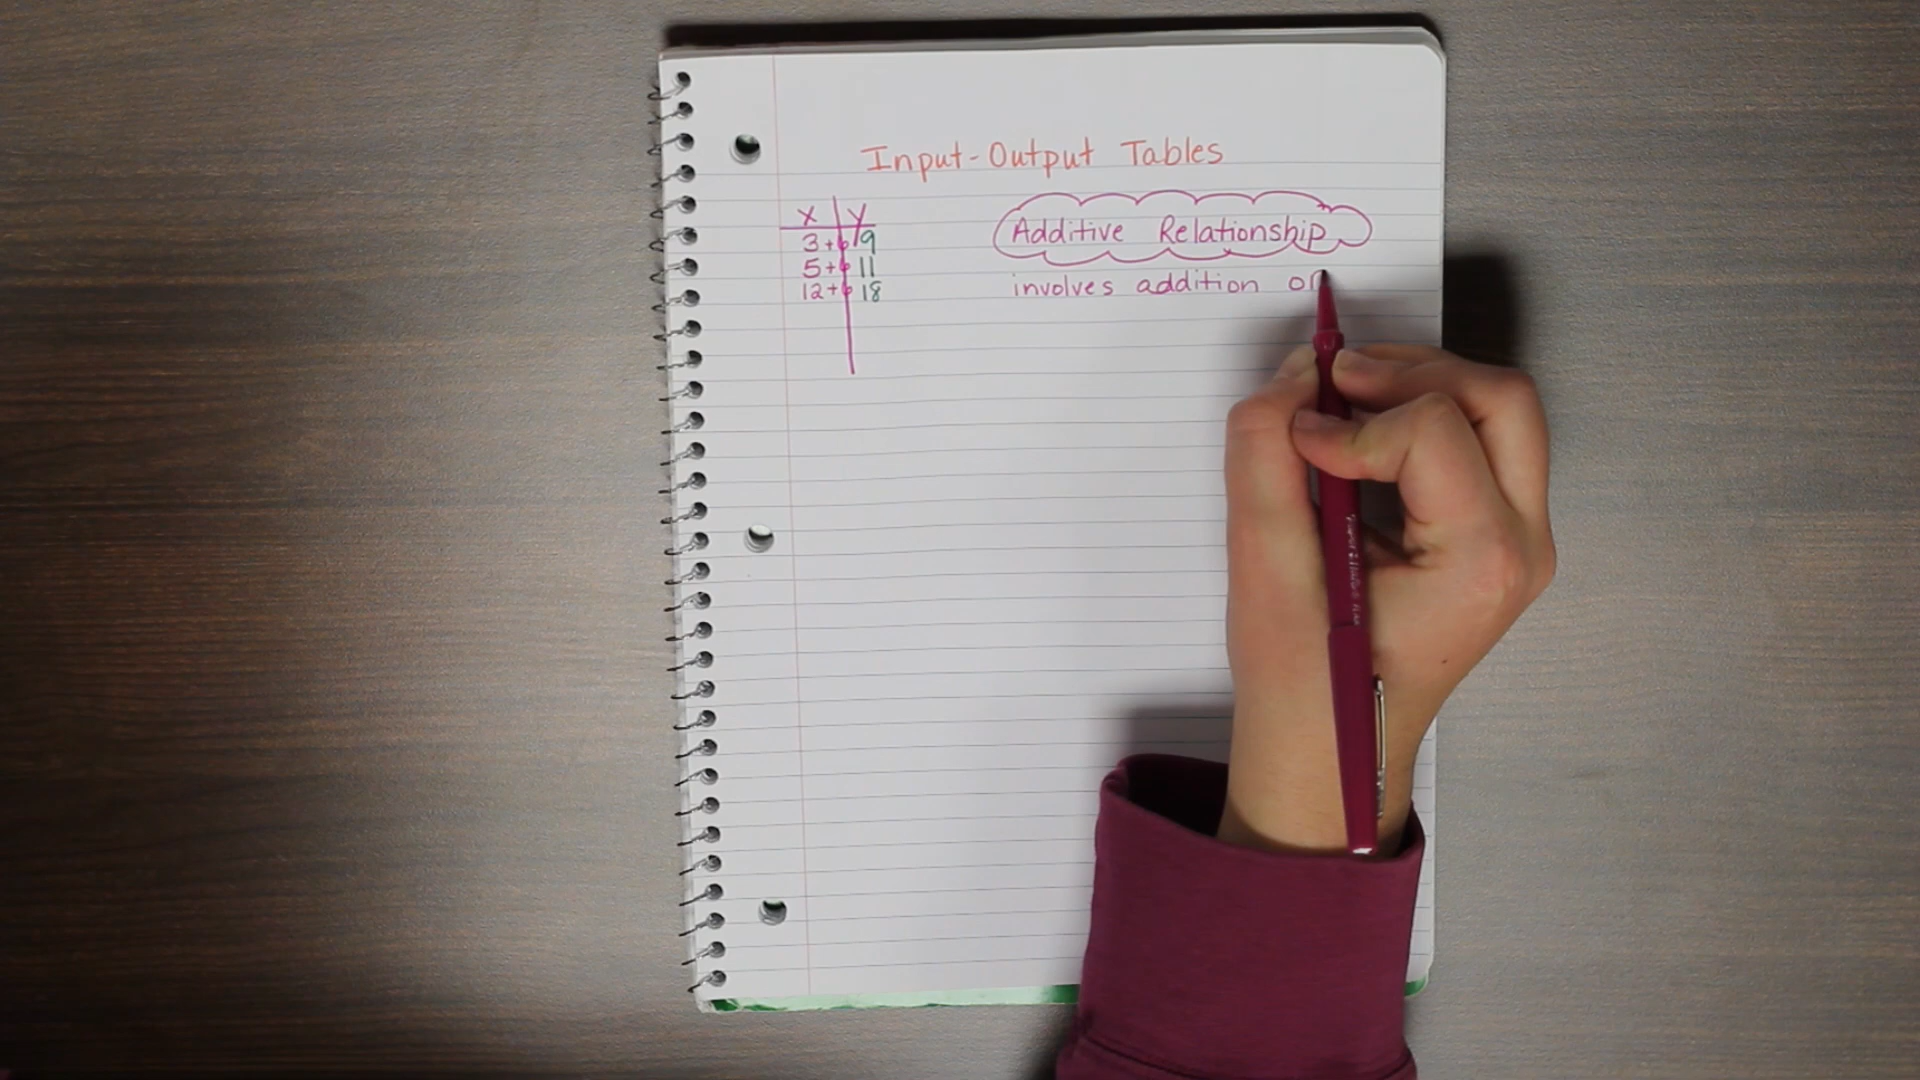 Input-Output Tables
X Y
3+6 9
5+6 11
12+6 18
Additive Relationship
involves addition or